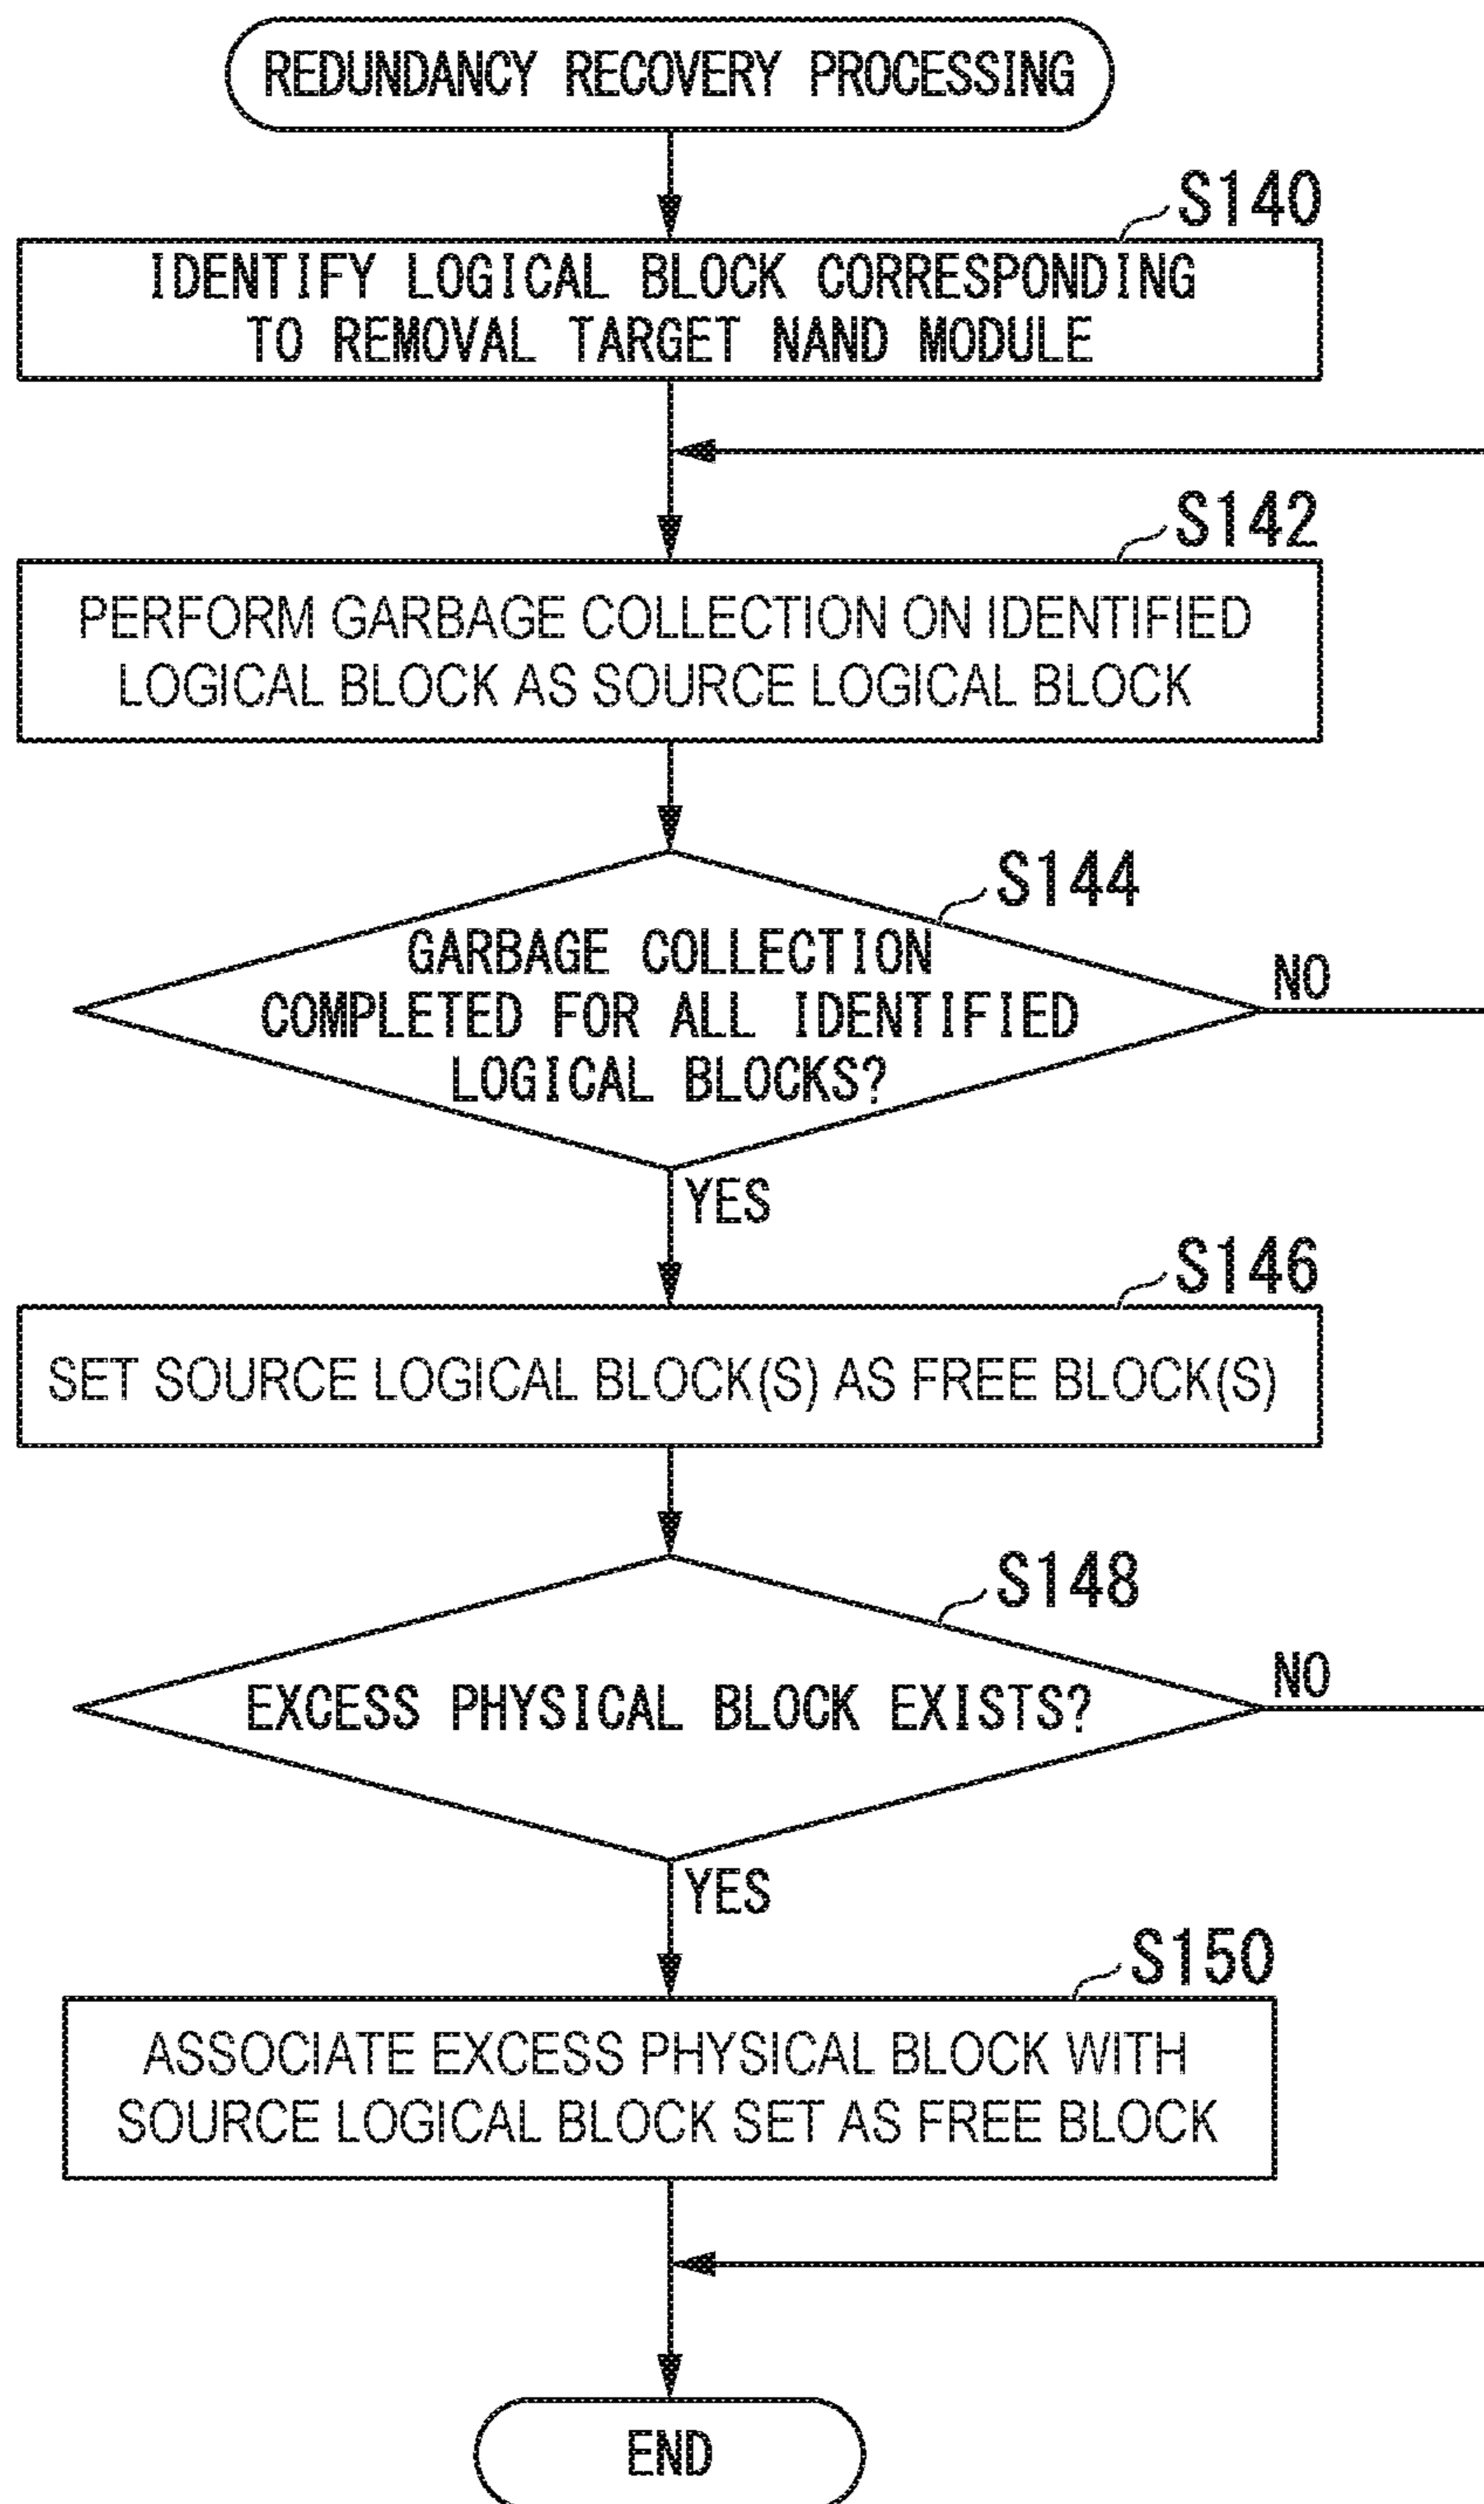 REDUNDANCY RECOVERY PROCESSING
S140
IDENTIFY LOGICAL BLOCK CORRESPONDING
TO REMOVAL TARGET NAND MODULE
S142
PERFORM GARBAGE COLLECTION ON IDENTIFIED
LOGICAL BLOCK AS SOURCE LOGICAL BLOCK
S144
GARBAGE COLLECTION
COMPLETED FOR ALL IDENTIFIED
LOGICAL BLOCKS?
NO
YES
S146
SET SOURCE LOGICAL BLOCK(S) AS FREE BLOCK(S)
S148
EXCESS PHYSICAL BLOCK EXISTS?
NO
YES
S150
ASSOCIATE EXCESS PHYSICAL BLOCK WITH
SOURCE LOGICAL BLOCK SET AS FREE BLOCK
END